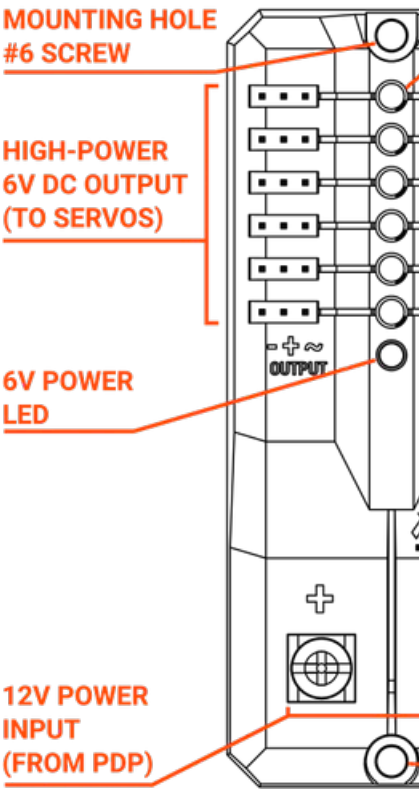 MOUNTING HOLE
#6 SCREW
HIGH-POWER
6V DC OUTPUT
(TO SERVOS)
- + ~
OUTPUT
6V POWER
LED
+
12V POWER
INPUT
(FROM PDP)